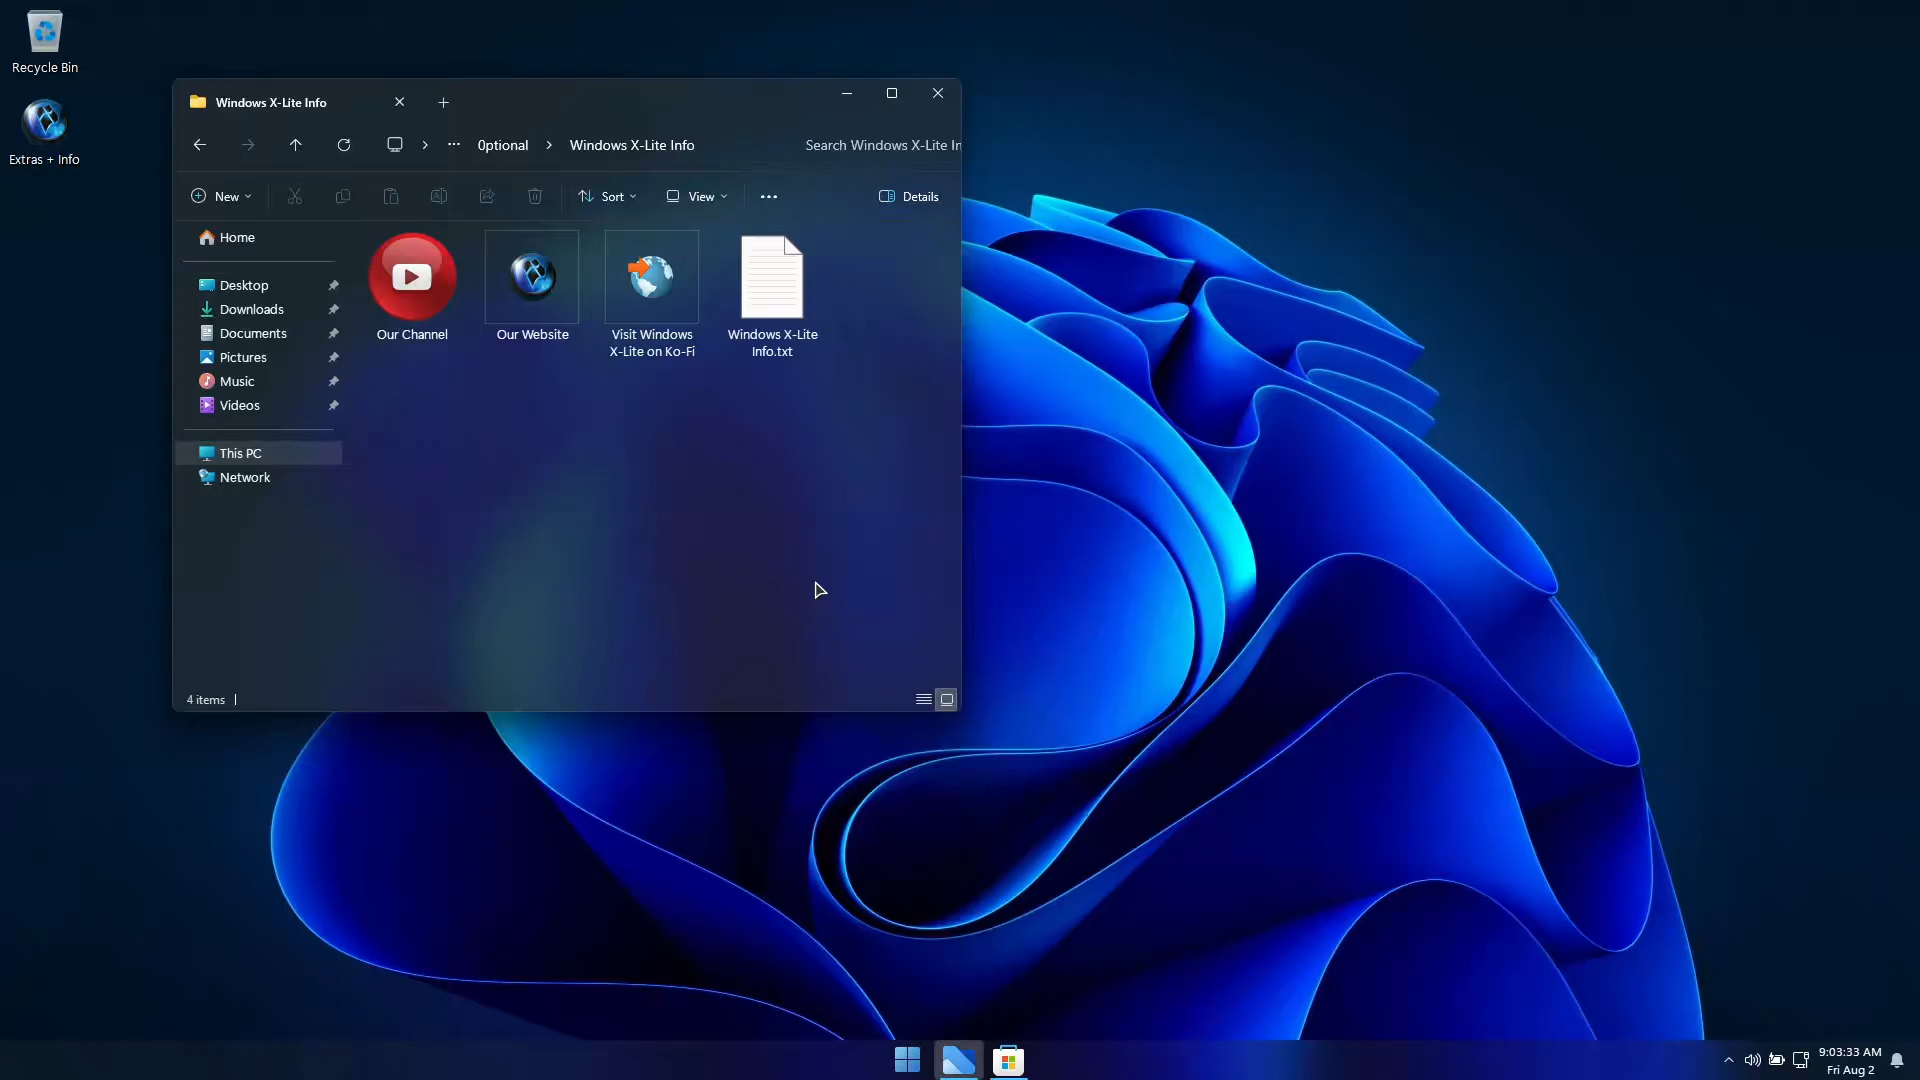 Recycle Bin
Extras + Info
Windows X-Lite Info
0ptional
Windows X-Lite Info
Search Windows X-Lite In
New
Sort
View
Details
Home
Desktop
Downloads
Documents
Pictures
Music
Videos
This PC
Network
Our Channel
Our Website
Visit Windows
X-Lite on Ko-Fi
Windows X-Lite
Info.txt
4 items
9:03:33 AM
Fri Aug 2